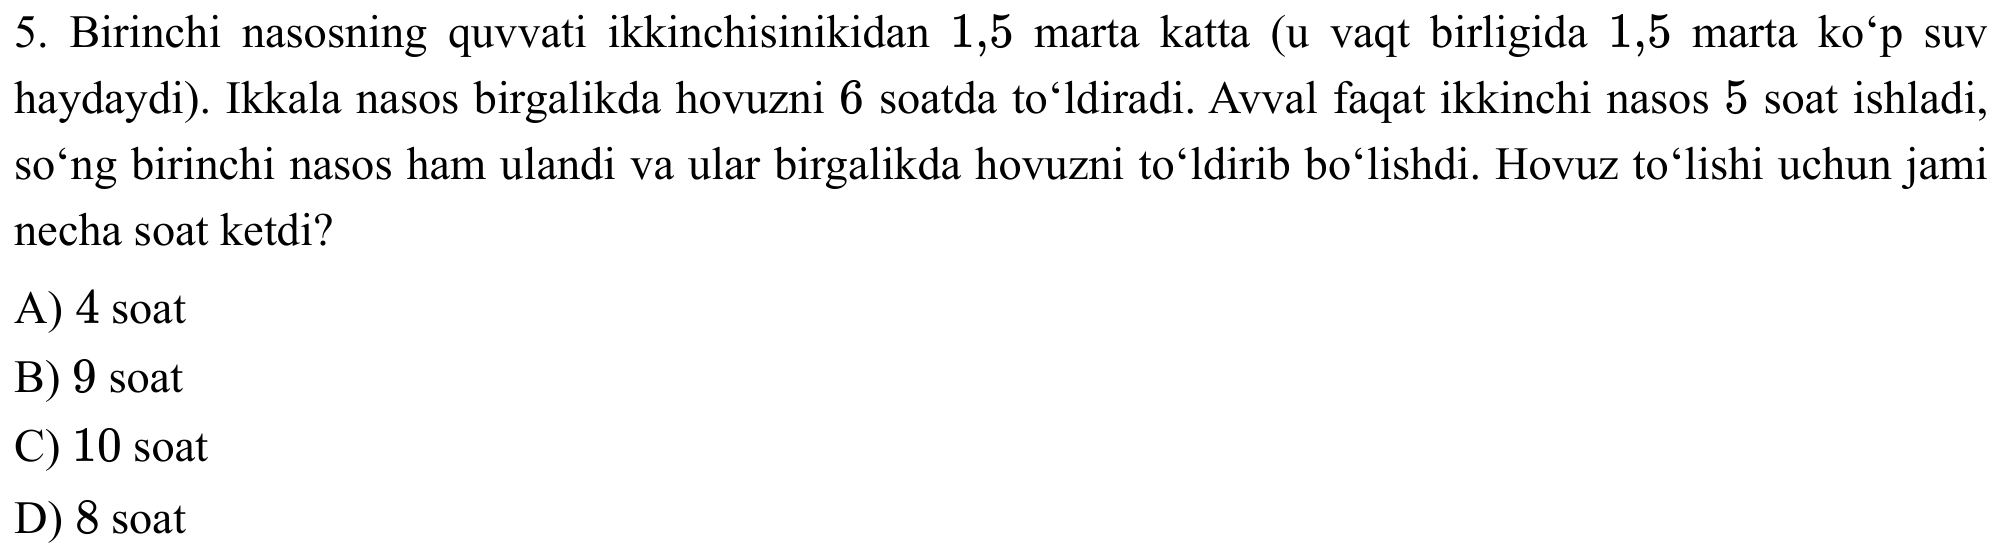 5. Birinchi nasosning quvvati ikkinchisinikidan 1,5 marta katta (u vaqt birligida 1,5 marta ko‘p suv
haydaydi). Ikkala nasos birgalikda hovuzni 6 soatda to‘ldiradi. Avval faqat ikkinchi nasos 5 soat ishladi,
so‘ng birinchi nasos ham ulandi va ular birgalikda hovuzni to‘ldirib bo‘lishdi. Hovuz to‘lishi uchun jami
necha soat ketdi?
A) 4 soat
B) 9 soat
C) 10 soat
D) 8 soat